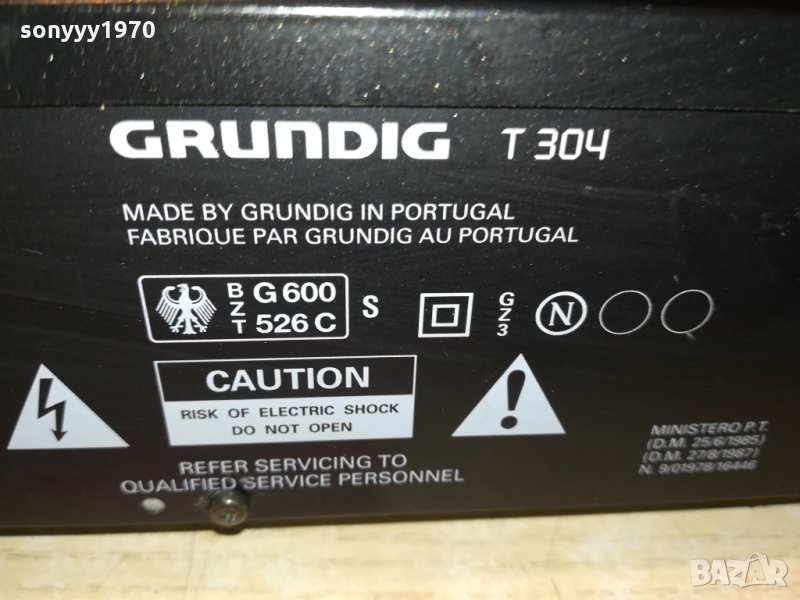 sonyyy1970
GRUNDIG T 304
MADE BY GRUNDIG IN PORTUGAL
FABRIQUE PAR GRUNDIG AU PORTUGAL
BZT G 600 526 C S GZ3 N
CAUTION
RISK OF ELECTRIC SHOCK
DO NOT OPEN
REFER SERVICING TO
QUALIFIED SERVICE PERSONNEL
MINISTERO P.T.
(D.M. 25/6/1985)
(D.M. 27/8/1987)
N. 9/01978/16446
BAZAR